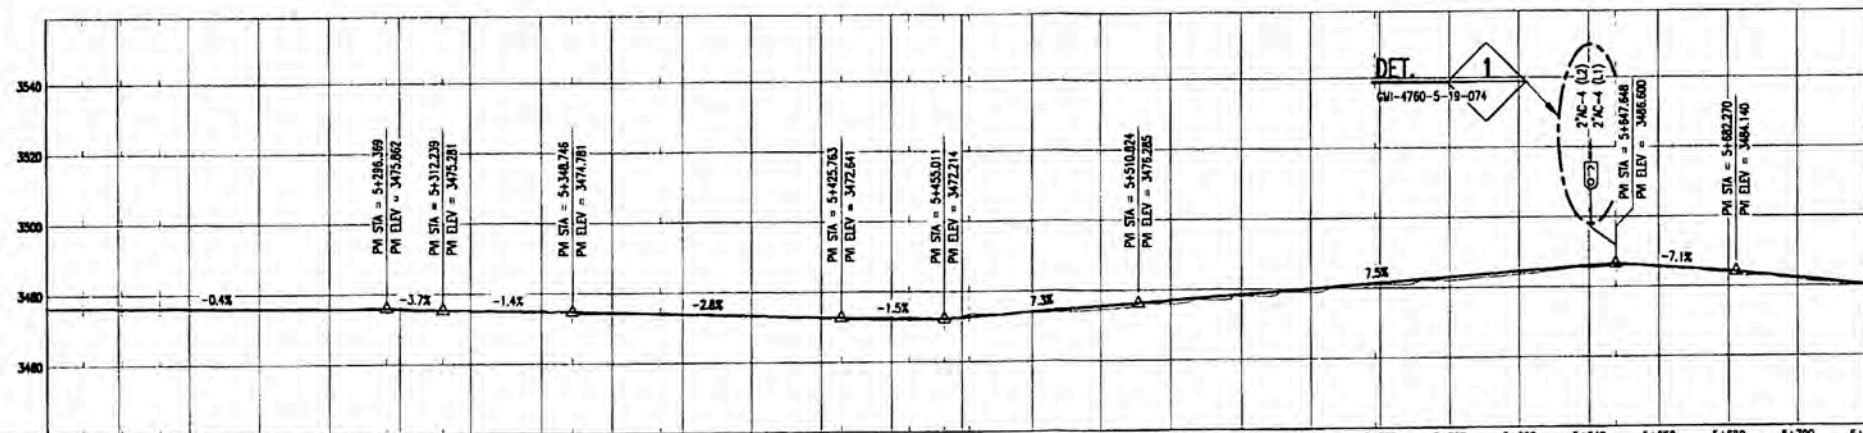 3540
3520
3500
3480
3460
PVI STA = 5+296.369
PVI ELEV = 3475.862
PVI STA = 5+312.239
PVI ELEV = 3475.281
PVI STA = 5+348.746
PVI ELEV = 3474.781
PVI STA = 5+425.763
PVI ELEV = 3472.641
PVI STA = 5+455.011
PVI ELEV = 3472.214
PVI STA = 5+510.824
PVI ELEV = 3476.285
DET. 1
GMI-4760-5-19-074
2"AC-4 (L2)
2"AC-4 (L1)
PVI STA = 5+647.648
PVI ELEV = 3486.600
PVI STA = 5+682.270
PVI ELEV = 3484.140
-0.4%
-3.7%
-1.4%
-2.8%
-1.5%
7.3%
7.5%
-7.1%